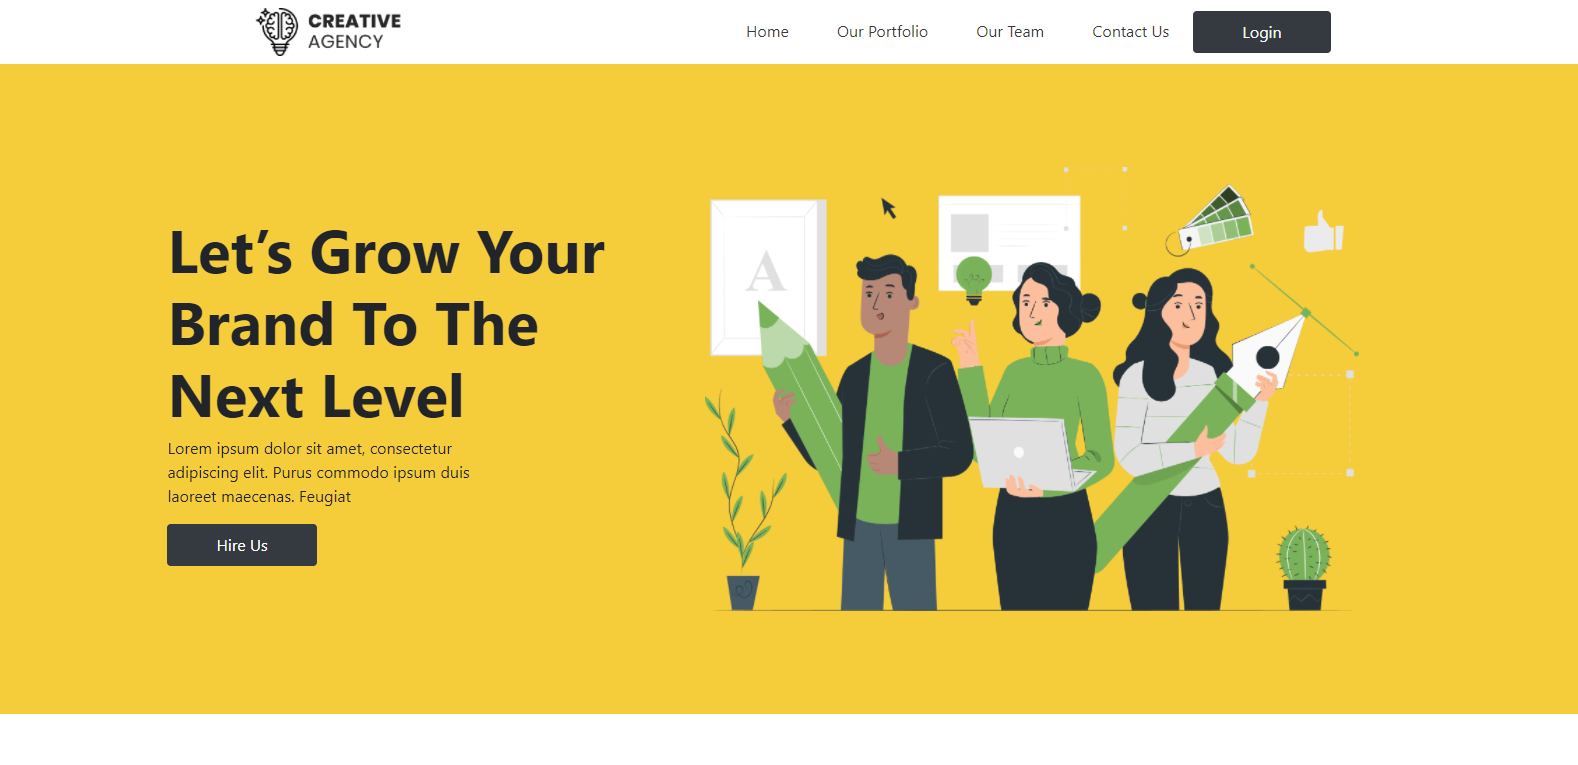 CREATIVE
AGENCY
Home
Our Portfolio
Our Team
Contact Us
Login
Let’s Grow Your
Brand To The
Next Level
Lorem ipsum dolor sit amet, consectetur
adipiscing elit. Purus commodo ipsum duis
laoreet maecenas. Feugiat
Hire Us
A